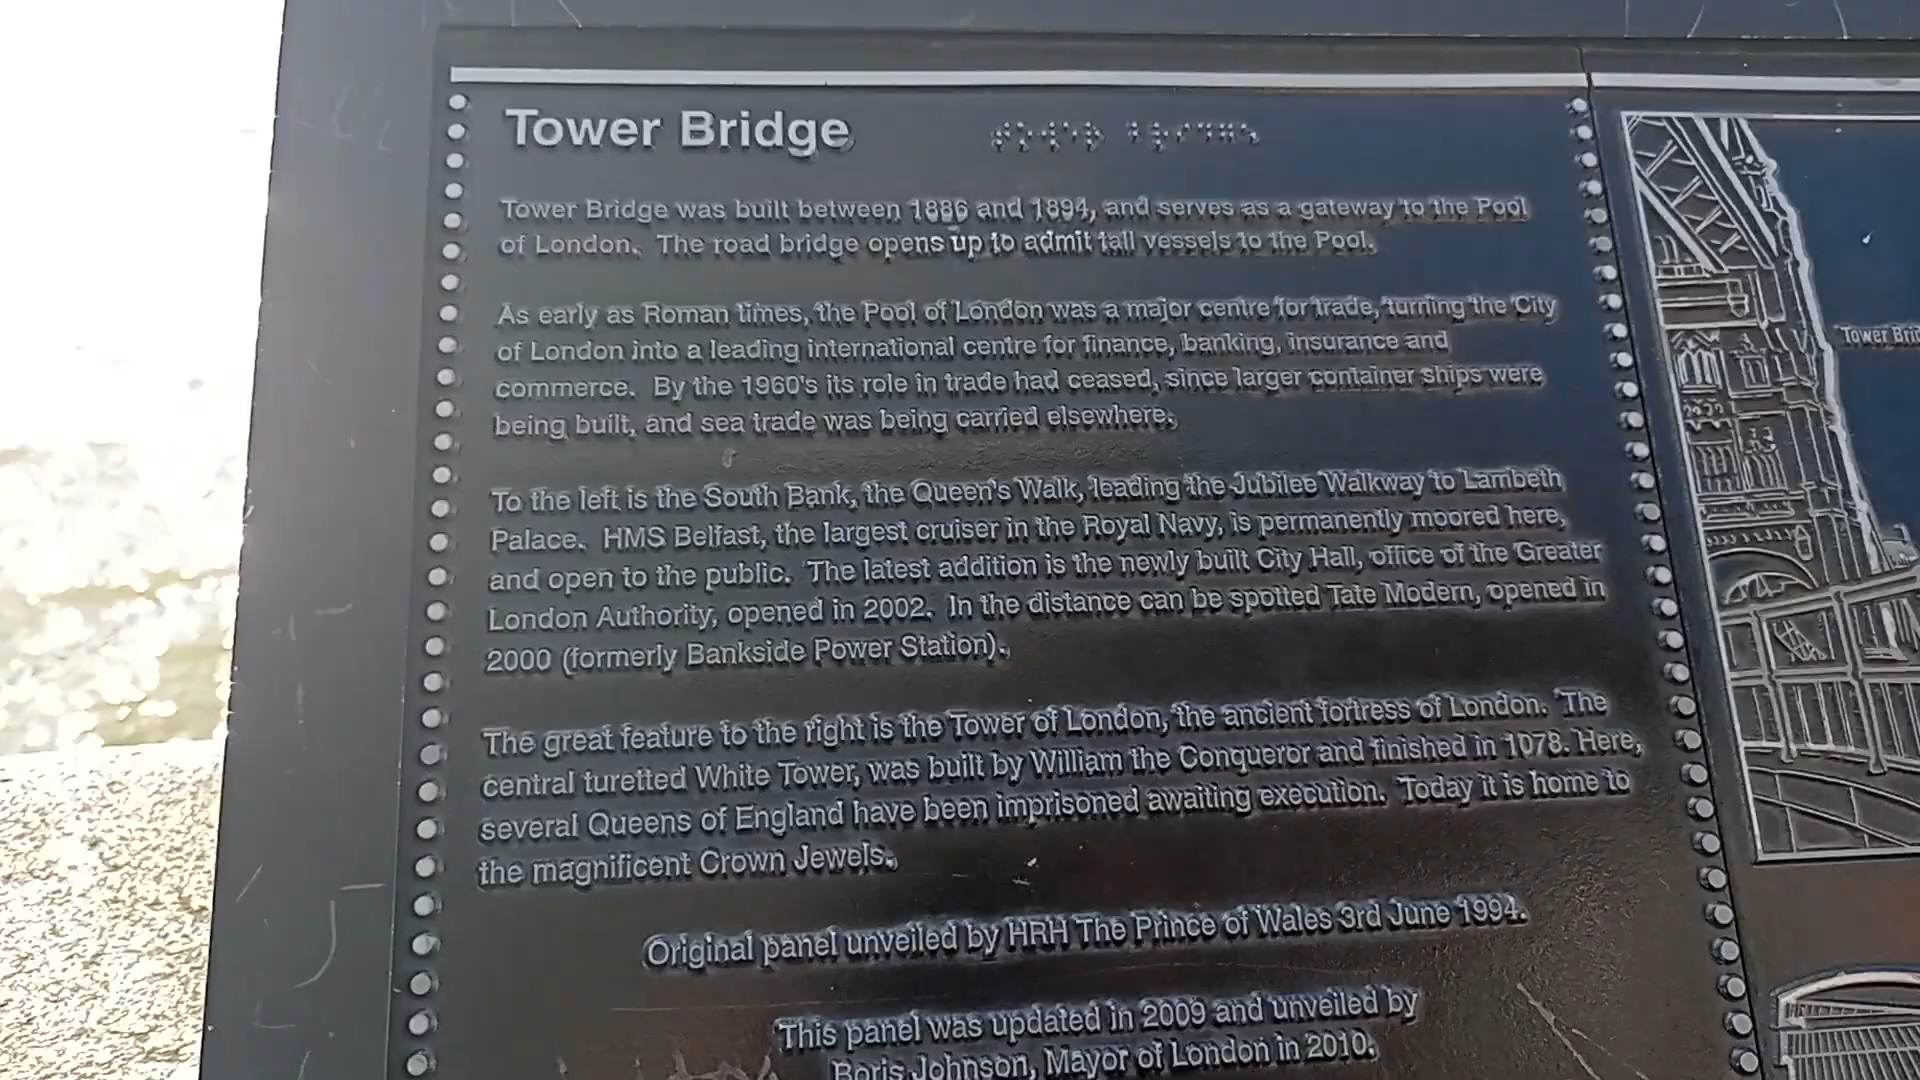 Tower Bridge
Tower Bridge was built between 1886 and 1894, and serves as a gateway to the Pool
of London. The road bridge opens up to admit tall vessels to the Pool.
As early as Roman times, the Pool of London was a major centre for trade, turning the City
of London into a leading international centre for finance, banking, insurance and
commerce. By the 1960's its role in trade had ceased, since larger container ships were
being built, and sea trade was being carried elsewhere.
To the left is the South Bank, the Queen's Walk, leading the Jubilee Walkway to Lambeth
Palace. HMS Belfast, the largest cruiser in the Royal Navy, is permanently moored here,
and open to the public. The latest addition is the newly built City Hall, office of the Greater
London Authority, opened in 2002. In the distance can be spotted Tate Modern, opened in
2000 (formerly Bankside Power Station).
The great feature to the right is the Tower of London, the ancient fortress of London. The
central turetted White Tower, was built by William the Conqueror and finished in 1078. Here,
several Queens of England have been imprisoned awaiting execution. Today it is home to
the magnificent Crown Jewels.
Original panel unveiled by HRH The Prince of Wales 3rd June 1994.
This panel was updated in 2009 and unveiled by
Boris Johnson, Mayor of London in 2010.
Tower Bri